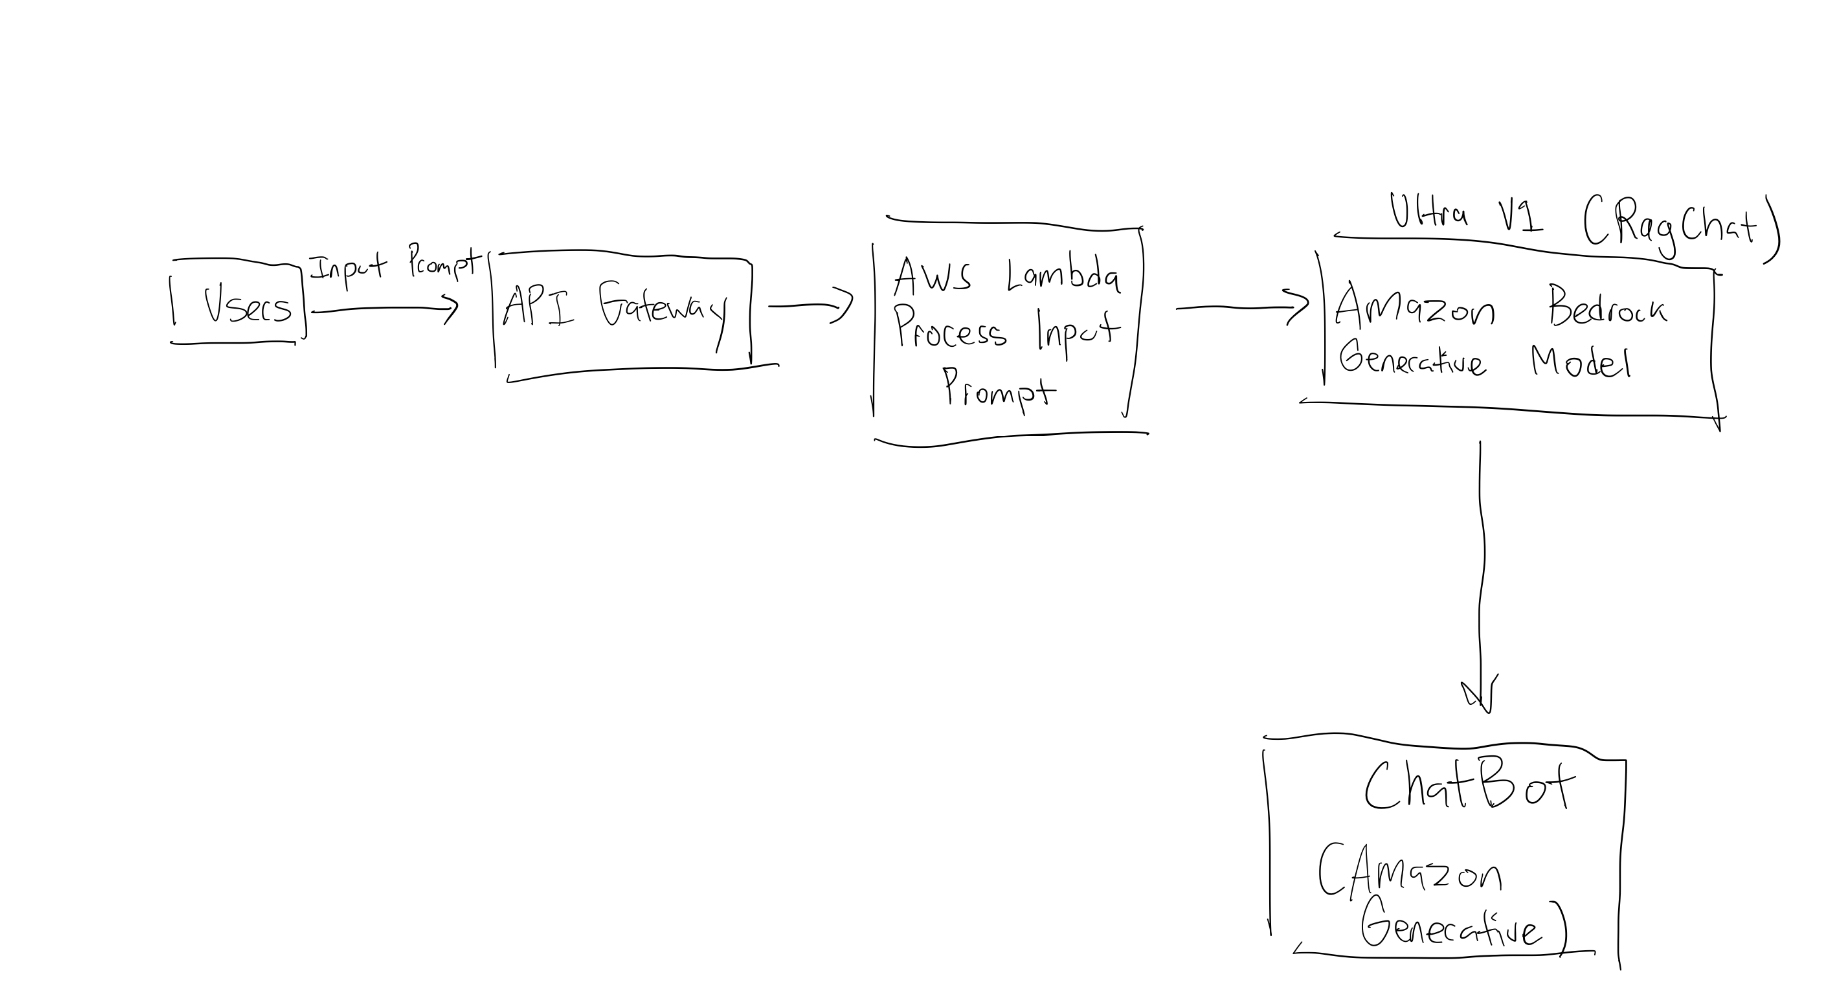 Users
Input Prompt
API Gateway
AWS Lambda
Process Input
Prompt
Ultra V1 (RagChat)
Amazon Bedrock
Generative Model
ChatBot
(Amazon
Generative)